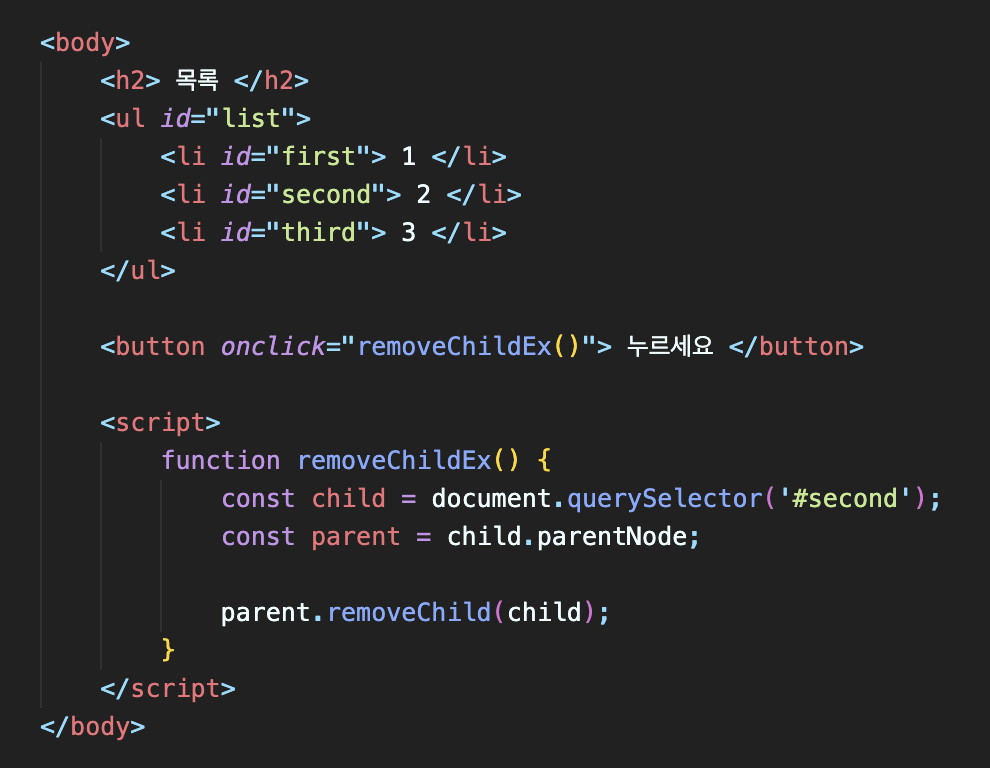 <body>
<h2> 목록 </h2>
<ul id="list">
<li id="first"> 1 </li>
<li id="second"> 2 </li>
<li id="third"> 3 </li>
</ul>
<button onclick="removeChildEx()"> 누르세요 </button>
<script>
function removeChildEx() {
const child = document.querySelector('#second');
const parent = child.parentNode;
parent.removeChild(child);
}
</script>
</body>